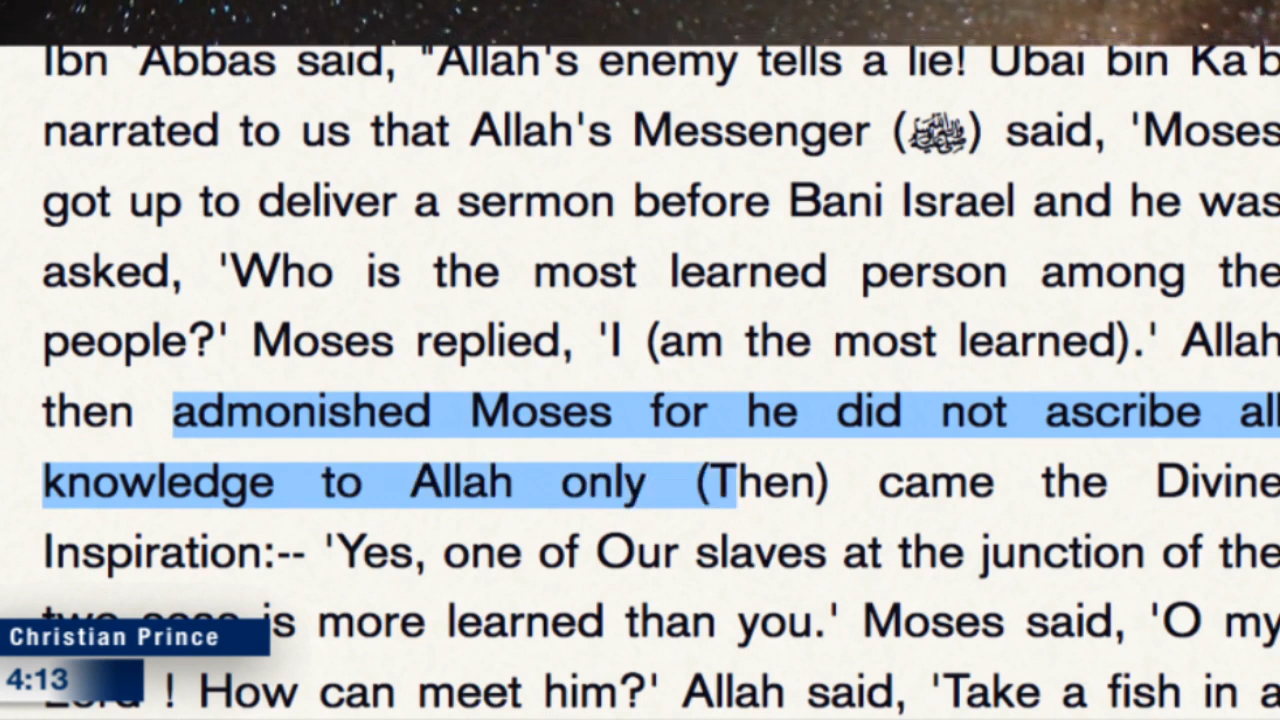 Ibn `Abbas said, "Allah's enemy tells a lie! Ubai bin Ka`b
narrated to us that Allah's Messenger (ﷺ) said, 'Moses
got up to deliver a sermon before Bani Israel and he was
asked, 'Who is the most learned person among the
people?' Moses replied, 'I (am the most learned).' Allah
then admonished Moses for he did not ascribe all
knowledge to Allah only (Then) came the Divine
Inspiration:-- 'Yes, one of Our slaves at the junction of the
two seas is more learned than you.' Moses said, 'O my
Lord ! How can meet him?' Allah said, 'Take a fish in a
Christian Prince
4:13